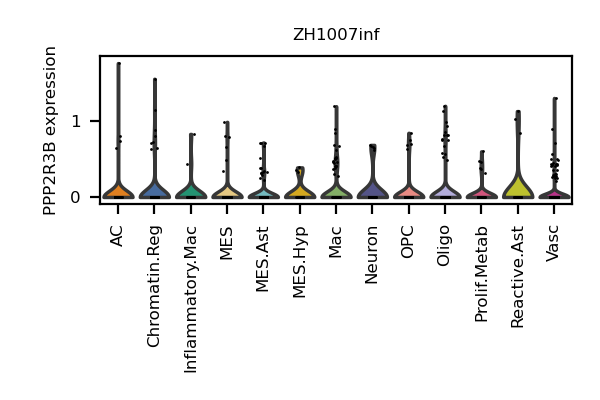 ZH1007inf
PPP2R3B expression
1
0
AC
Chromatin.Reg
Inflammatory.Mac
MES
MES.Ast
MES.Hyp
Mac
Neuron
OPC
Oligo
Prolif.Metab
Reactive.Ast
Vasc